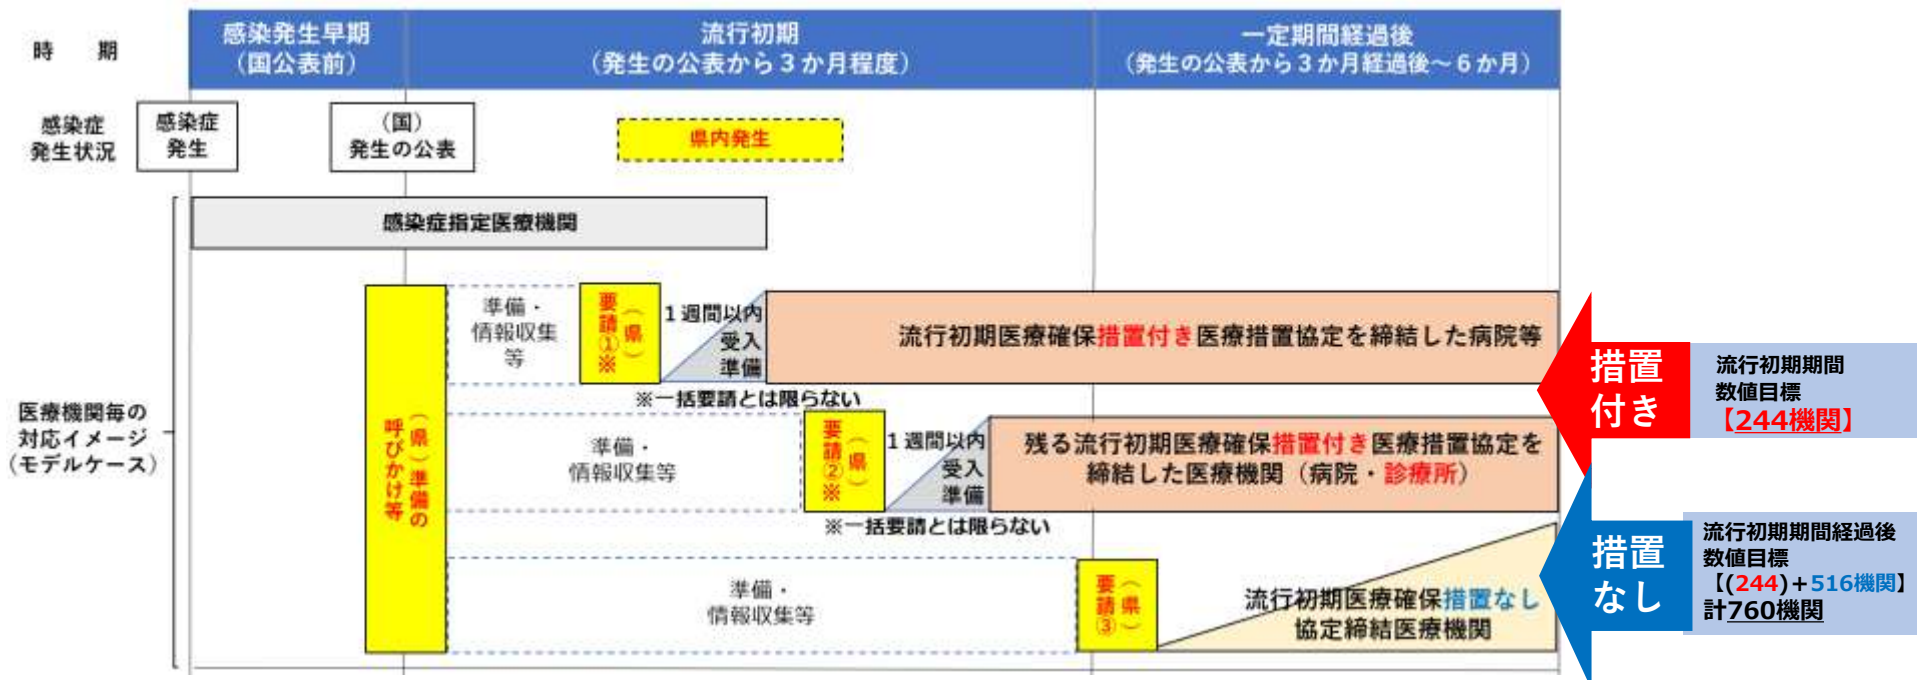 時　期
感染発生早期
（国公表前）
流行初期
（発生の公表から３か月程度）
一定期間経過後
（発生の公表から３か月経過後～６か月）
感染症
発生状況
感染症
発生
（国）
発生の公表
県内発生
感染症指定医療機関
医療機関毎の
対応イメージ
（モデルケース）
（県）準備の
呼びかけ等
準備・
情報収集
等
（県）
要請①※
１週間以内
受入
準備
流行初期医療確保措置付き医療措置協定を締結した病院等
※一括要請とは限らない
準備・
情報収集等
（県）
要請②※
１週間以内
受入
準備
残る流行初期医療確保措置付き医療措置協定を
締結した医療機関（病院・診療所）
※一括要請とは限らない
準備・
情報収集等
（県）
要請③
流行初期医療確保措置なし
協定締結医療機関
措置
付き
流行初期期間
数値目標
【244機関】
措置
なし
流行初期期間経過後
数値目標
【(244)＋516機関】
計760機関